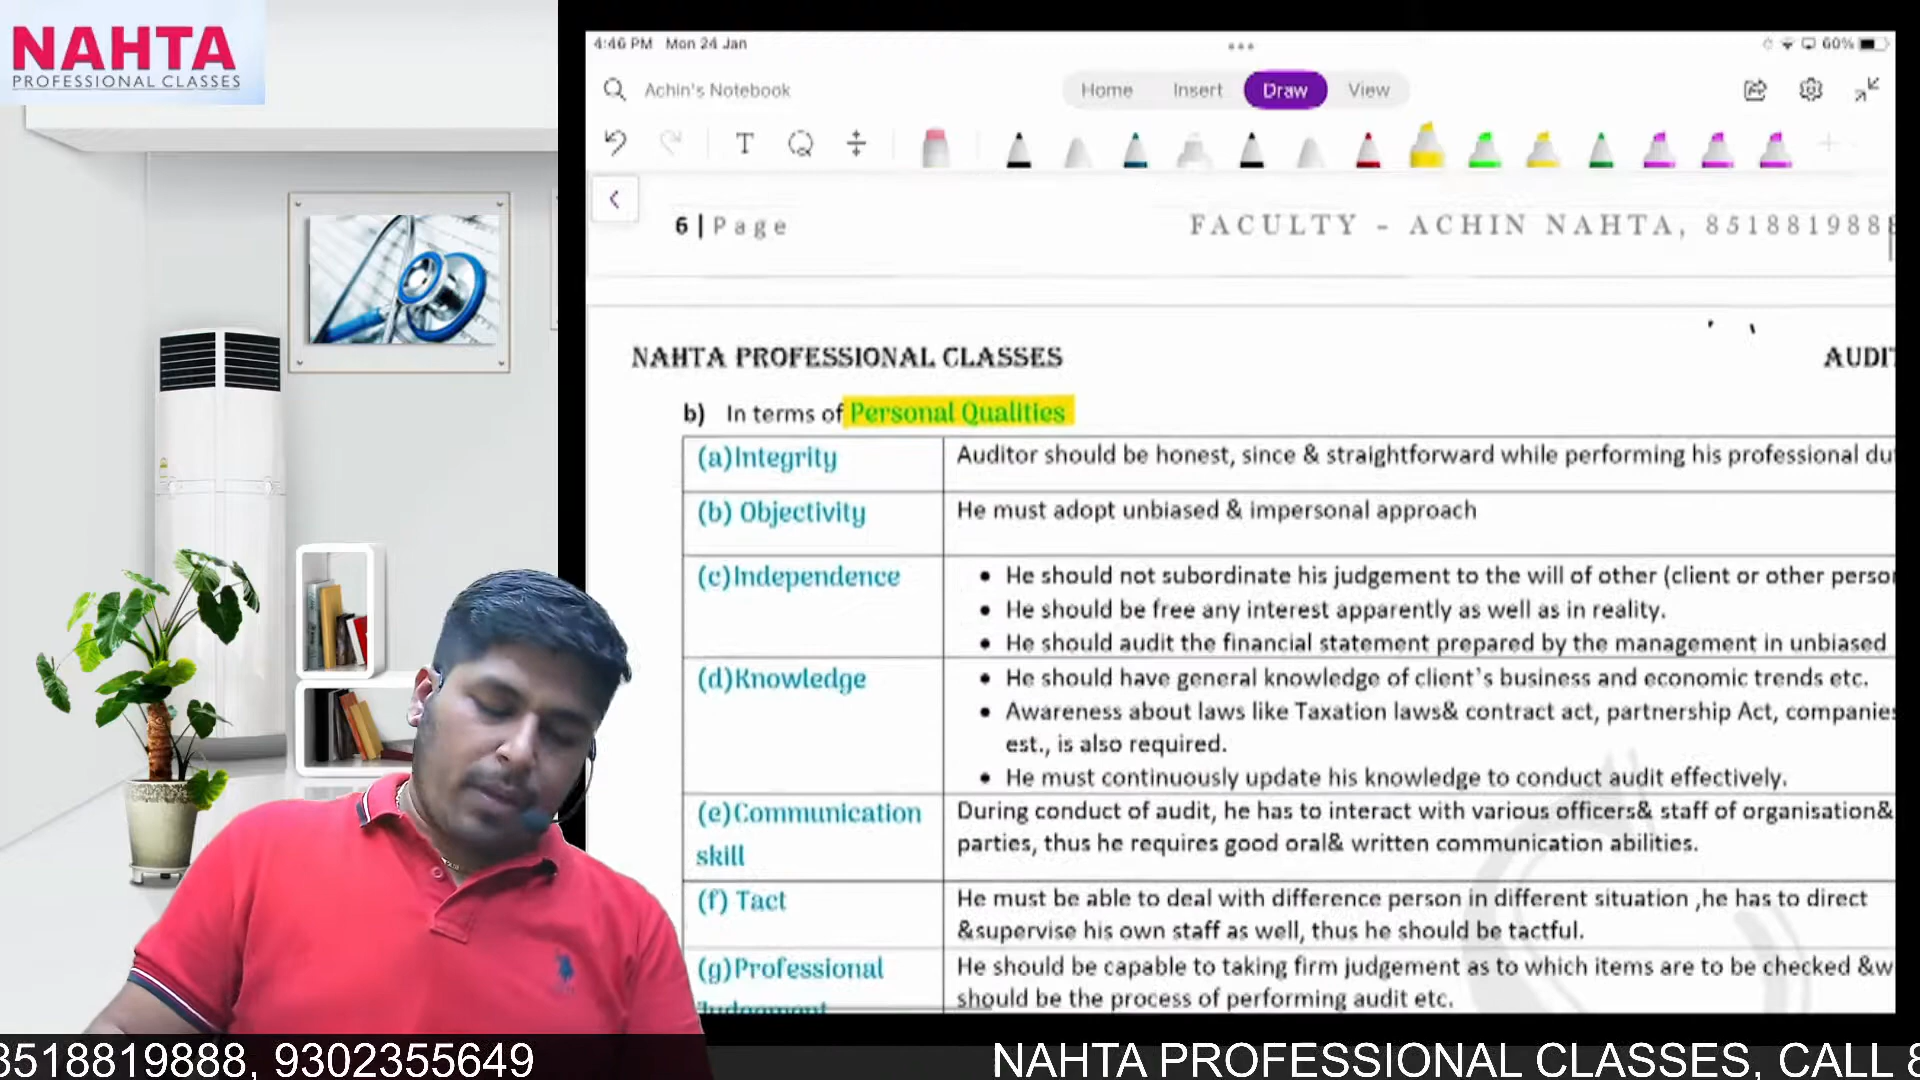 NAHTA
PROFESSIONAL CLASSES
4:46 PM Mon 24 Jan
60%
Achin's Notebook
Home Insert Draw View
T
6 | Page
FACULTY - ACHIN NAHTA, 851881988
NAHTA PROFESSIONAL CLASSES
AUDIT
b) In terms of Personal Qualities
(a)Integrity
Auditor should be honest, since & straightforward while performing his professional du
(b) Objectivity
He must adopt unbiased & impersonal approach
(c)Independence
• He should not subordinate his judgement to the will of other (client or other perso
• He should be free any interest apparently as well as in reality.
• He should audit the financial statement prepared by the management in unbiased
(d)Knowledge
• He should have general knowledge of client's business and economic trends etc.
• Awareness about laws like Taxation laws& contract act, partnership Act, companies
est., is also required.
• He must continuously update his knowledge to conduct audit effectively.
(e)Communication
skill
During conduct of audit, he has to interact with various officers& staff of organisation&
parties, thus he requires good oral& written communication abilities.
(f) Tact
He must be able to deal with difference person in different situation ,he has to direct
&supervise his own staff as well, thus he should be tactful.
(g)Professional
Judgement
He should be capable to taking firm judgement as to which items are to be checked &w
should be the process of performing audit etc.
8518819888, 9302355649
NAHTA PROFESSIONAL CLASSES, CALL 8